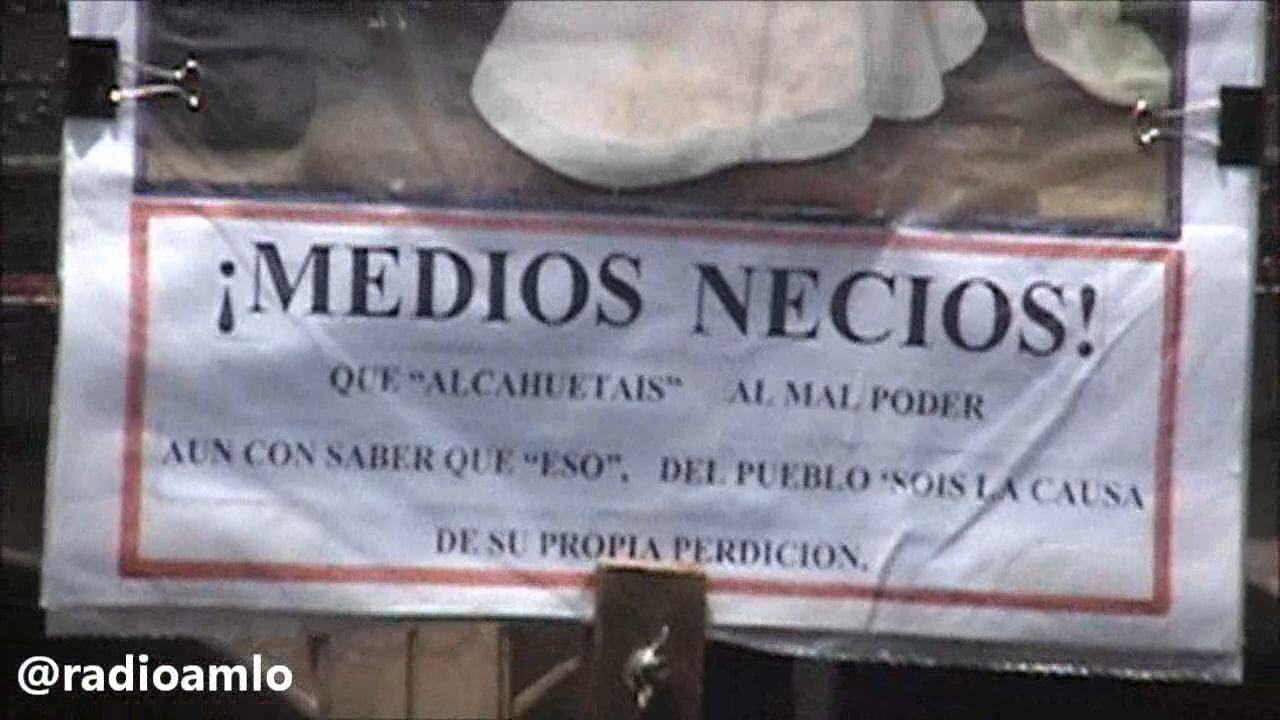 ¡MEDIOS NECIOS!
QUE "ALCAHUETAIS" AL MAL PODER
AUN CON SABER QUE "ESO", DEL PUEBLO 'SOIS LA CAUSA
DE SU PROPIA PERDICION.
@radioamlo